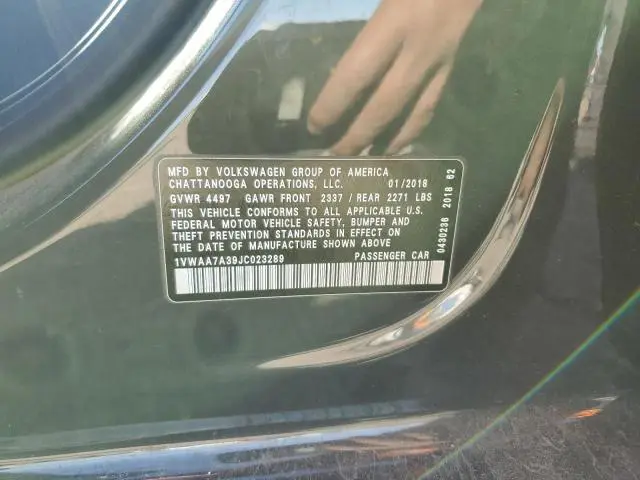 MFD BY VOLKSWAGEN GROUP OF AMERICA
CHATTANOOGA OPERATIONS, LLC. 01/2018
GVWR 4497 GAWR FRONT 2337 / REAR 2271 LBS
THIS VEHICLE CONFORMS TO ALL APPLICABLE U.S.
FEDERAL MOTOR VEHICLE SAFETY, BUMPER AND
THEFT PREVENTION STANDARDS IN EFFECT ON
THE DATE OF MANUFACTURE SHOWN ABOVE
1VWAA7A39JC023289 PASSENGER CAR
0430236 2018 62